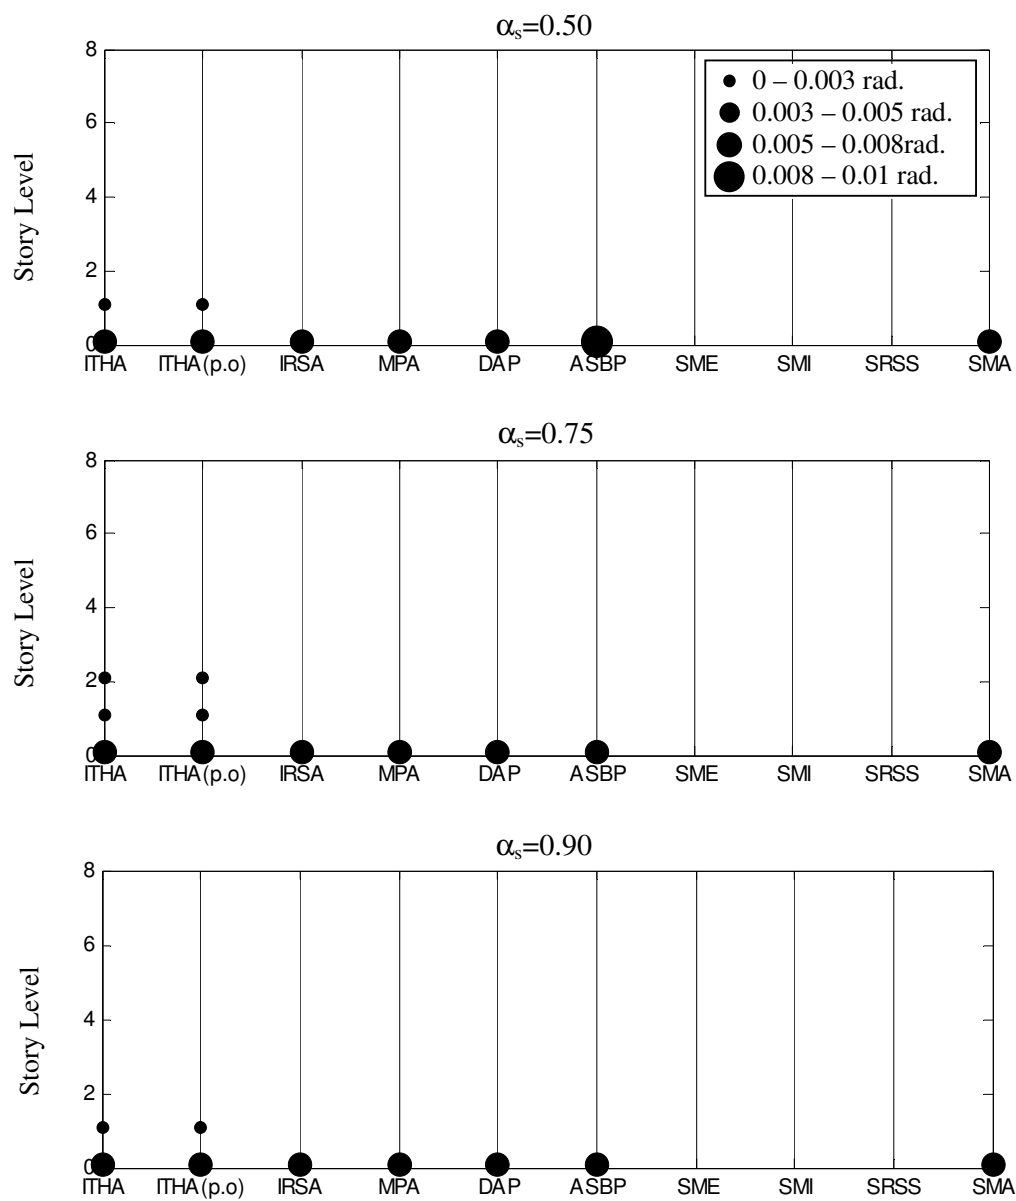 αₛ=0.50
8
0 – 0.003 rad.
0.003 – 0.005 rad.
0.005 – 0.008rad.
0.008 – 0.01 rad.
6
4
2
0
Story Level
ITHA ITHA(p.o) IRSA MPA DAP ASBP SME SMI SRSS SMA
αₛ=0.75
8
6
4
2
0
Story Level
ITHA ITHA(p.o) IRSA MPA DAP ASBP SME SMI SRSS SMA
αₛ=0.90
8
6
4
2
0
Story Level
ITHA ITHA(p.o) IRSA MPA DAP ASBP SME SMI SRSS SMA